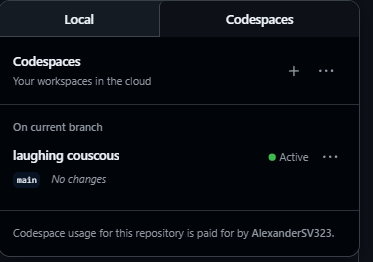 Local
Codespaces
Codespaces
Your workspaces in the cloud
On current branch
laughing couscous
Active
main
No changes
Codespace usage for this repository is paid for by AlexanderSV323.